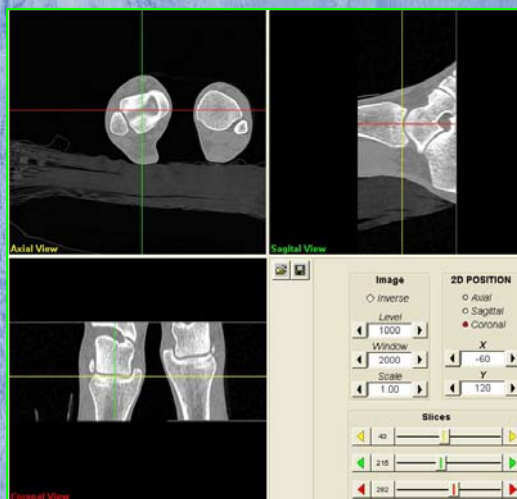 Axial View
Sagital View
Coronal View
Image
Inverse
Level
1000
Window
2000
Scale
1.00
2D POSITION
Axial
Sagittal
Coronal
X
-60
Y
120
Slices
43
215
282